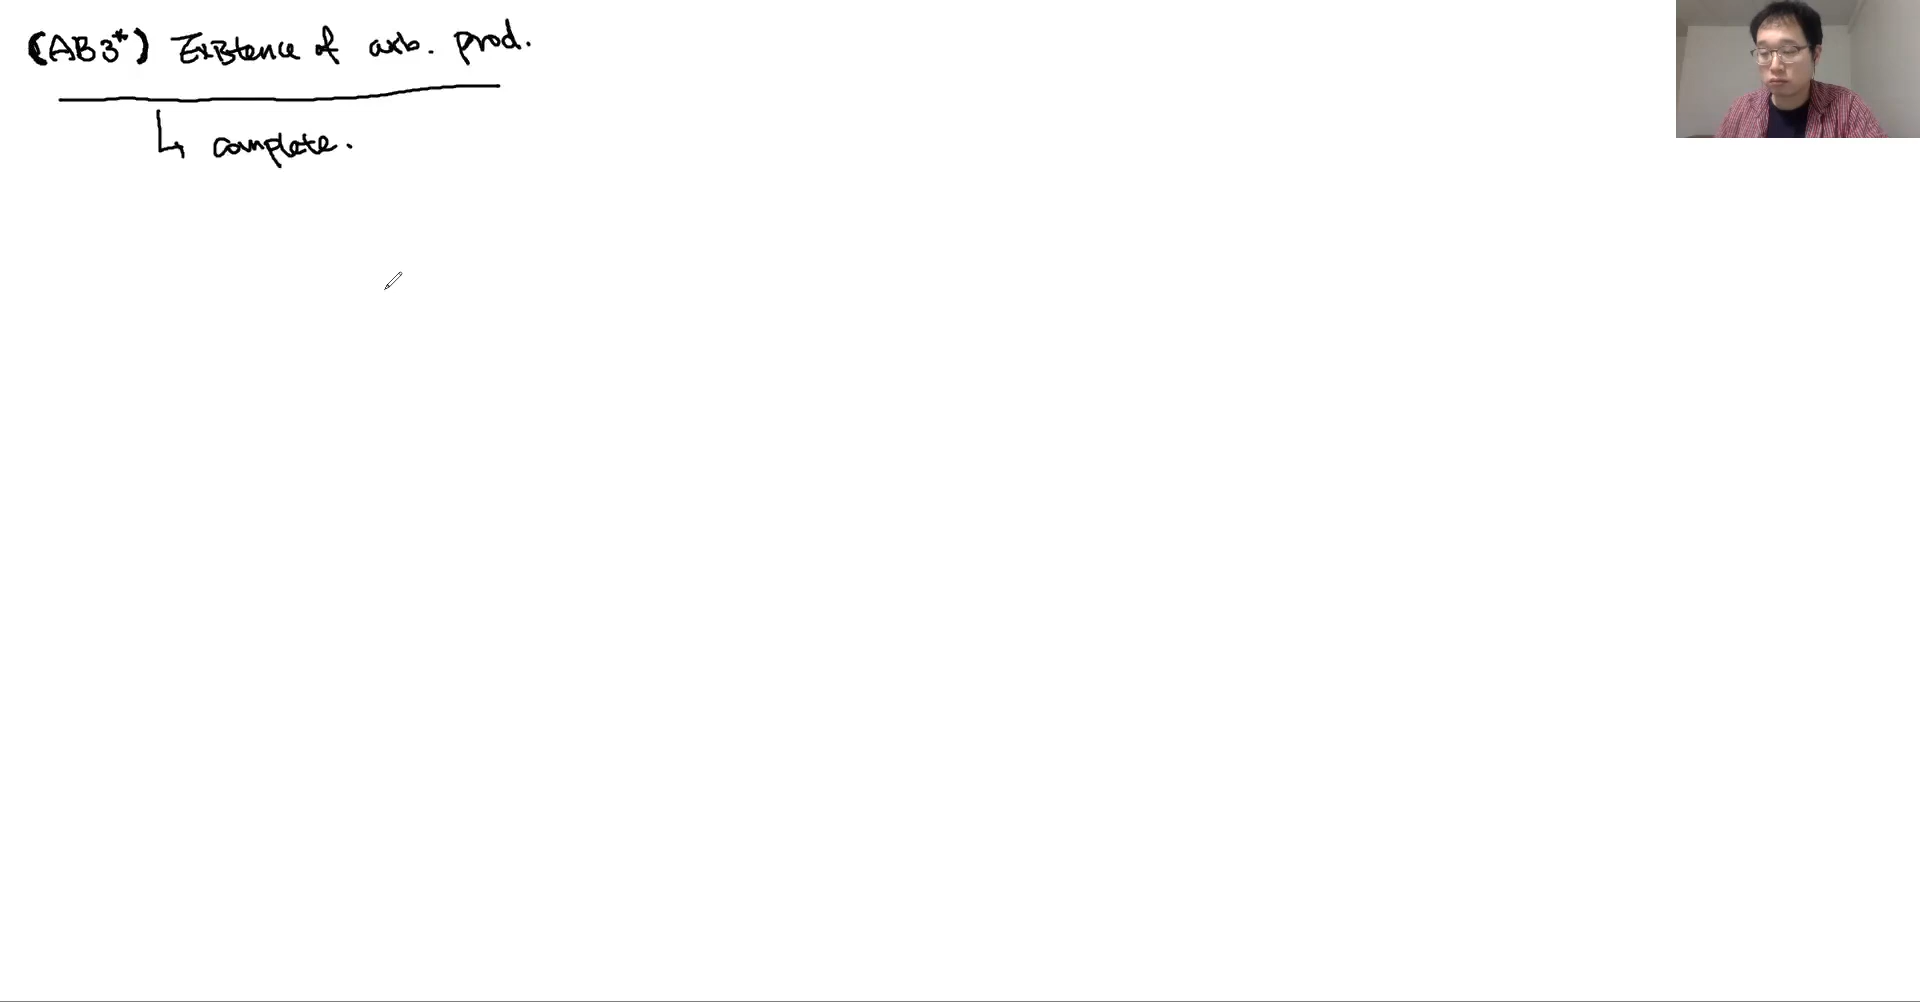 (AB3*) Existence of arb. prod.
↳ complete.